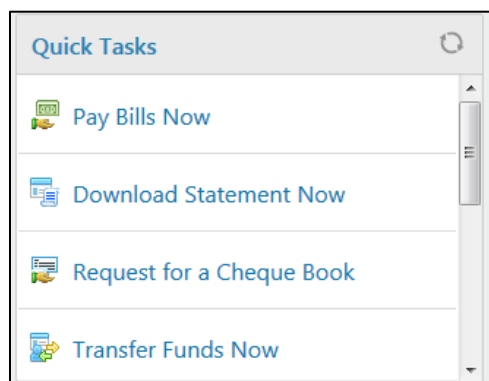 Quick Tasks
Pay Bills Now
Download Statement Now
Request for a Cheque Book
Transfer Funds Now